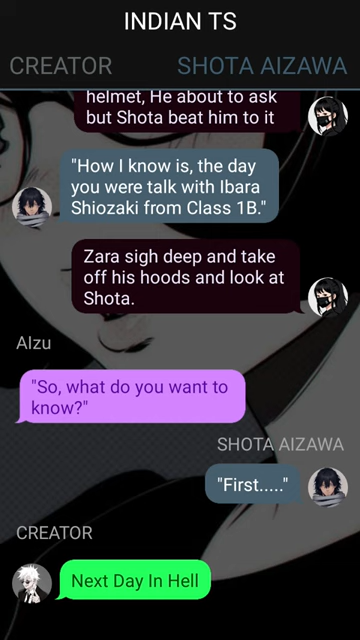 INDIAN TS
CREATOR SHOTA AIZAWA
helmet, He about to ask
but Shota beat him to it
"How I know is, the day
you were talk with Ibara
Shiozaki from Class 1B."
Zara sigh deep and take
off his hoods and look at
Shota.
AIzu
"So, what do you want to
know?"
SHOTA AIZAWA
"First....."
CREATOR
Next Day In Hell